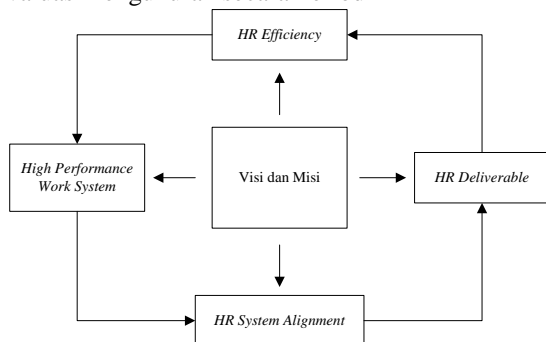 HR Efficiency
High Performance
Work System
Visi dan Misi
HR Deliverable
HR System Alignment